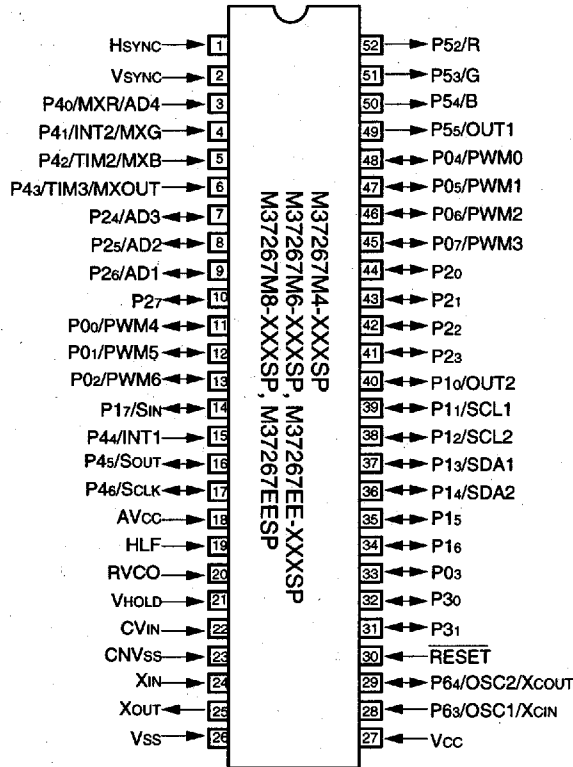 HSYNC 1
VSYNC 2
P40/MXR/AD4 3
P41/INT2/MXG 4
P42/TIM2/MXB 5
P43/TIM3/MXOUT 6
P24/AD3 7
P25/AD2 8
P26/AD1 9
P27 10
P00/PWM4 11
P01/PWM5 12
P02/PWM6 13
P17/SIN 14
P44/INT1 15
P45/SOUT 16
P46/SCLK 17
AVCC 18
HLF 19
RVCO 20
VHOLD 21
CVIN 22
CNVSS 23
XIN 24
XOUT 25
VSS 26
M37267M4-XXXSP
M37267M6-XXXSP, M37267EE-XXXSP
M37267M8-XXXSP, M37267EESP
52 P52/R
51 P53/G
50 P54/B
49 P55/OUT1
48 P04/PWM0
47 P05/PWM1
46 P06/PWM2
45 P07/PWM3
44 P20
43 P21
42 P22
41 P23
40 P10/OUT2
39 P11/SCL1
38 P12/SCL2
37 P13/SDA1
36 P14/SDA2
35 P15
34 P16
33 P03
32 P30
31 P31
30 RESET
29 P64/OSC2/XCOUT
28 P63/OSC1/XCIN
27 VCC